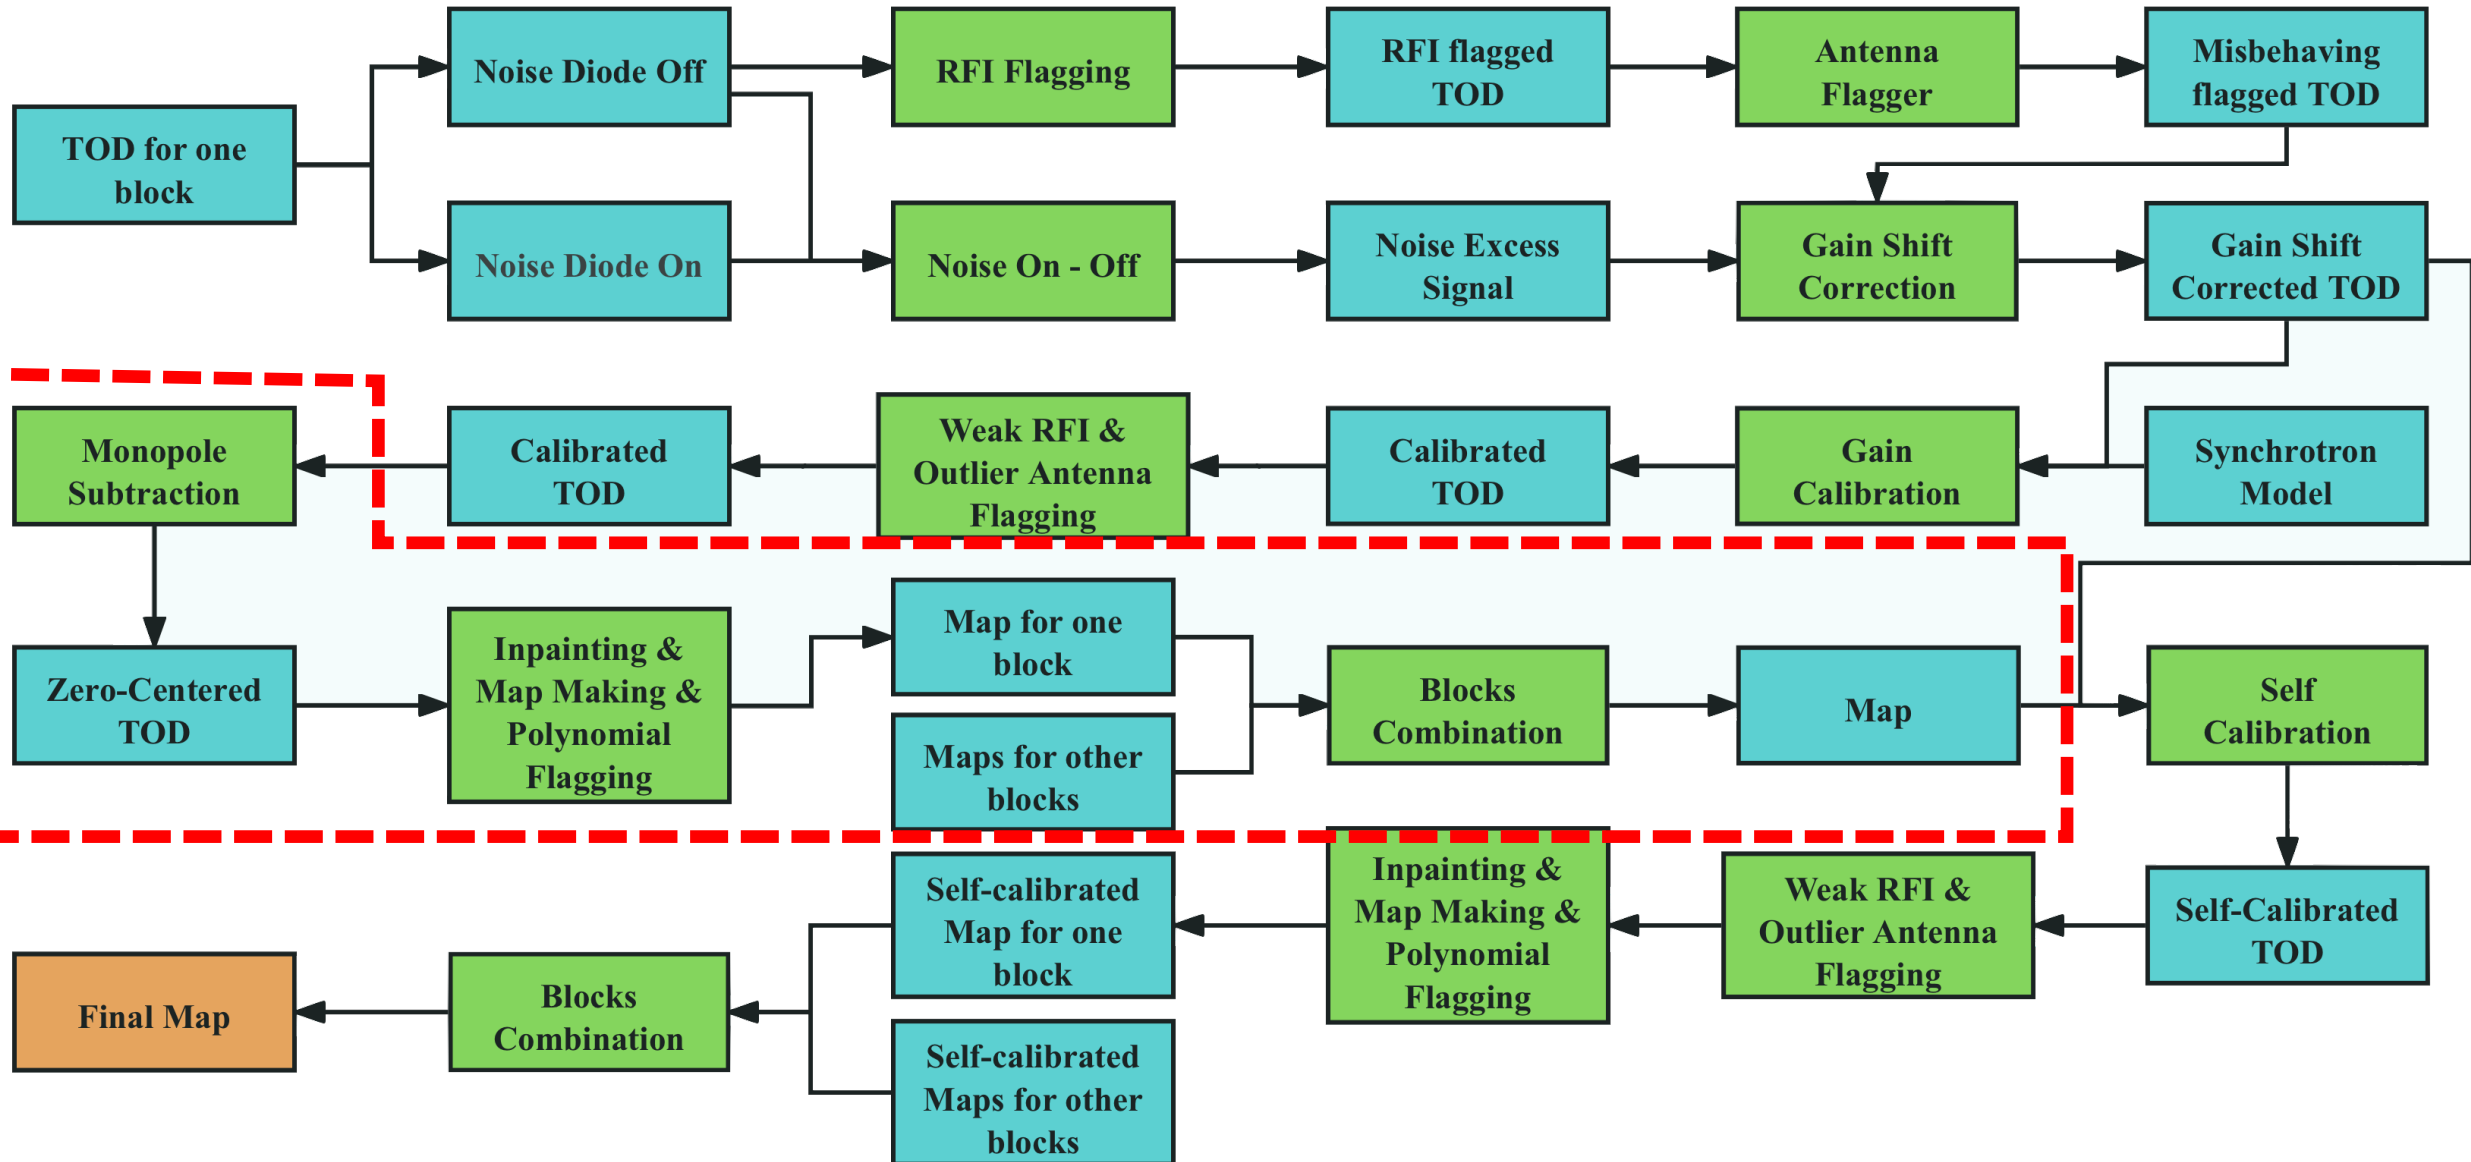 Noise Diode Off
RFI Flagging
RFI flagged
TOD
Antenna
Flagger
Misbehaving
flagged TOD
TOD for one
block
Noise Diode On
Noise On - Off
Noise Excess
Signal
Gain Shift
Correction
Gain Shift
Corrected TOD
Monopole
Subtraction
Calibrated
TOD
Weak RFI &
Outlier Antenna
Flagging
Calibrated
TOD
Gain
Calibration
Synchrotron
Model
Zero-Centered
TOD
Inpainting &
Map Making &
Polynomial
Flagging
Map for one
block
Maps for other
blocks
Blocks
Combination
Map
Self
Calibration
Final Map
Blocks
Combination
Self-calibrated
Map for one
block
Self-calibrated
Maps for other
blocks
Inpainting &
Map Making &
Polynomial
Flagging
Weak RFI &
Outlier Antenna
Flagging
Self-Calibrated
TOD